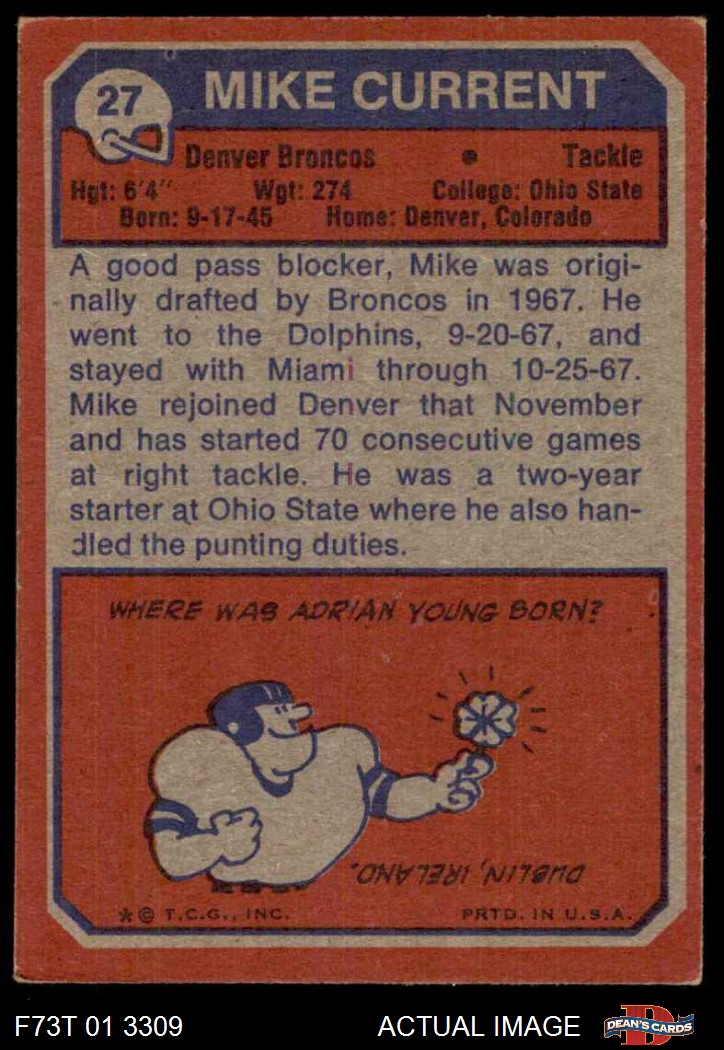 27
MIKE CURRENT
Denver Broncos • Tackle
Hgt: 6'4" Wgt: 274 College: Ohio State
Born: 9-17-45 Home: Denver, Colorado
A good pass blocker, Mike was origi-
nally drafted by Broncos in 1967. He
went to the Dolphins, 9-20-67, and
stayed with Miami through 10-25-67.
Mike rejoined Denver that November
and has started 70 consecutive games
at right tackle. He was a two-year
starter at Ohio State where he also han-
dled the punting duties.
WHERE WAS ADRIAN YOUNG BORN?
DUBLIN, IRELAND.
* © T.C.G., INC. PRTD. IN U.S.A.
F73T 01 3309 ACTUAL IMAGE D DEAN'S CARDS